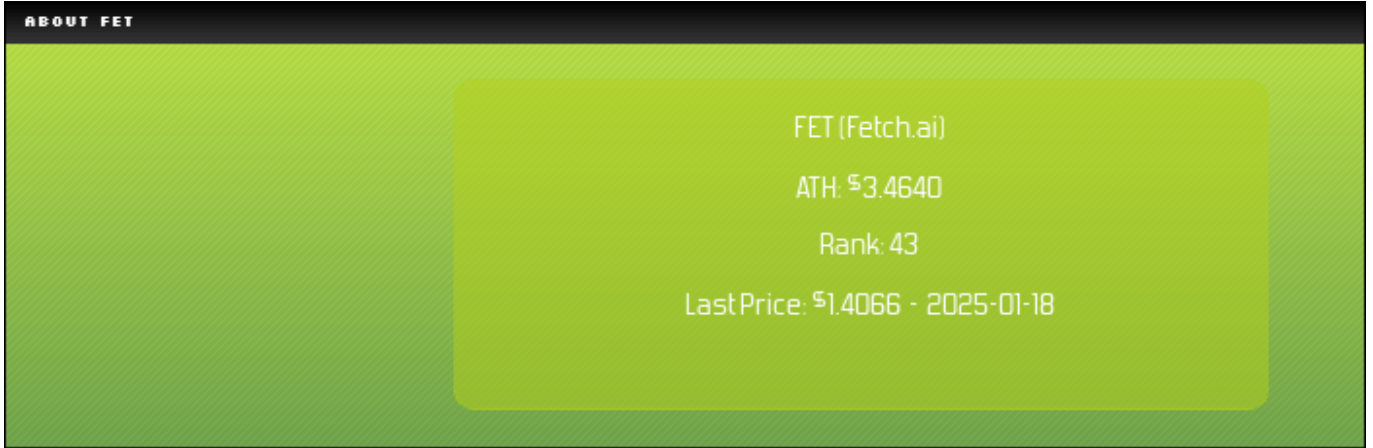 ABOUT FET
FET (Fetch.ai)
ATH: $3.4640
Rank: 43
Last Price: $1.4066 - 2025-01-18